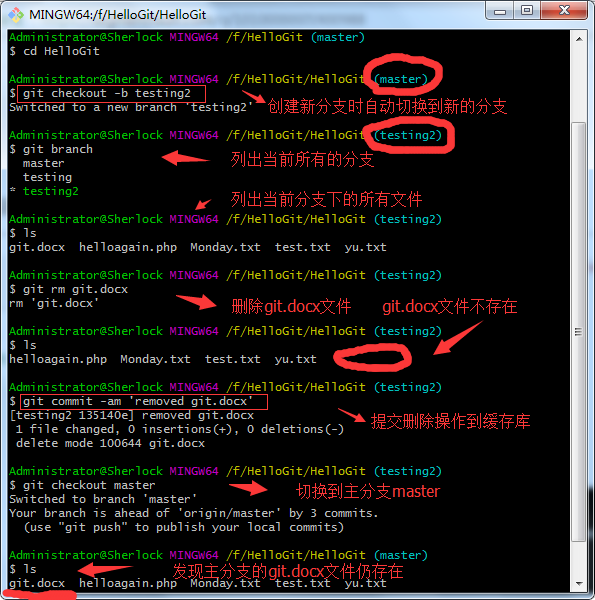 MINGW64:/f/HelloGit/HelloGit
Administrator@Sherlock MINGW64 /f/HelloGit (master)
$ cd HelloGit
Administrator@Sherlock MINGW64 /f/HelloGit/HelloGit (master)
$ git checkout -b testing2
Switched to a new branch 'testing2'
创建新分支时自动切换到新的分支
Administrator@Sherlock MINGW64 /f/HelloGit/HelloGit (testing2)
$ git branch
列出当前所有的分支
master
testing
* testing2
列出当前分支下的所有文件
Administrator@Sherlock MINGW64 /f/HelloGit/HelloGit (testing2)
$ ls
git.docx helloagain.php Monday.txt test.txt yu.txt
Administrator@Sherlock MINGW64 /f/HelloGit/HelloGit (testing2)
$ git rm git.docx
rm 'git.docx'
删除git.docx文件
git.docx文件不存在
Administrator@Sherlock MINGW64 /f/HelloGit/HelloGit (testing2)
$ ls
helloagain.php Monday.txt test.txt yu.txt
Administrator@Sherlock MINGW64 /f/HelloGit/HelloGit (testing2)
$ git commit -am 'removed git.docx'
[testing2 135140e] removed git.docx
提交删除操作到缓存库
1 file changed, 0 insertions(+), 0 deletions(-)
delete mode 100644 git.docx
Administrator@Sherlock MINGW64 /f/HelloGit/HelloGit (testing2)
$ git checkout master
切换到主分支master
Switched to branch 'master'
Your branch is ahead of 'origin/master' by 3 commits.
(use "git push" to publish your local commits)
Administrator@Sherlock MINGW64 /f/HelloGit/HelloGit (master)
$ ls
发现主分支的git.docx文件仍存在
git.docx helloagain.php Monday.txt test.txt yu.txt